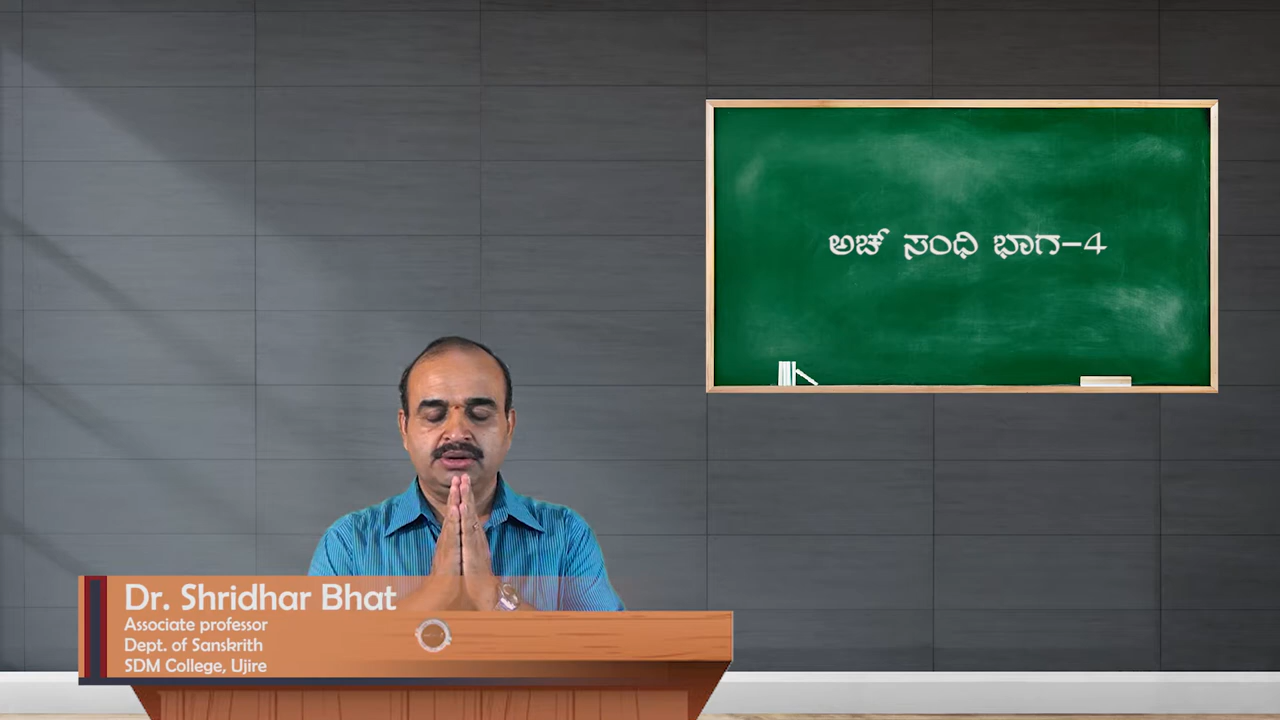 ಅಚ್ ಸಂಧಿ ಭಾಗ-4
Dr. Shridhar Bhat
Associate professor
Dept. of Sanskrith
SDM College, Ujire